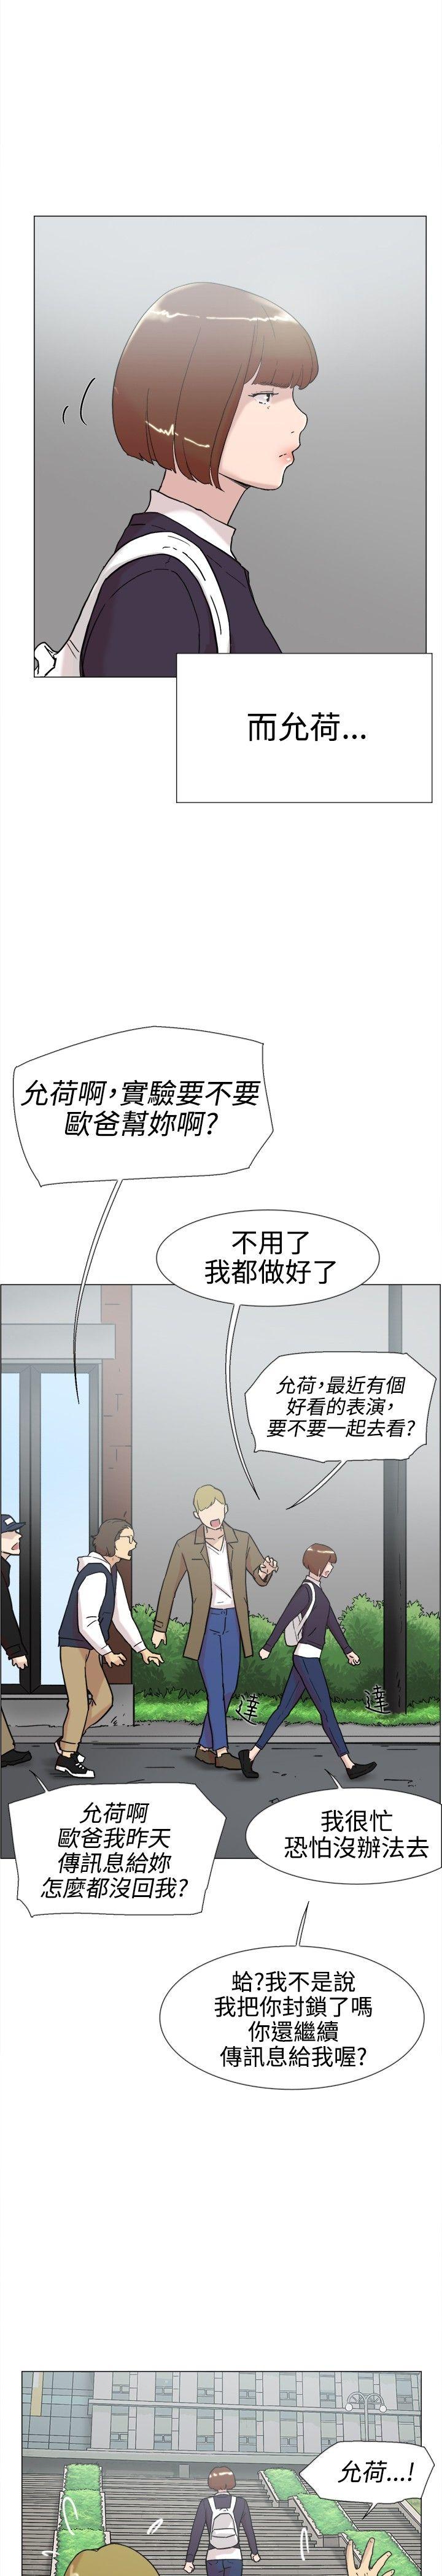 而允荷...
允荷啊,實驗要不要
歐爸幫妳啊?
不用了
我都做好了
允荷,最近有個
好看的表演,
要不要一起去看?
達
達
允荷啊
歐爸我昨天
傳訊息給妳
怎麼都沒回我?
我很忙
恐怕沒辦法去
蛤?我不是說
我把你封鎖了嗎
你還繼續
傳訊息給我喔?
允荷...!